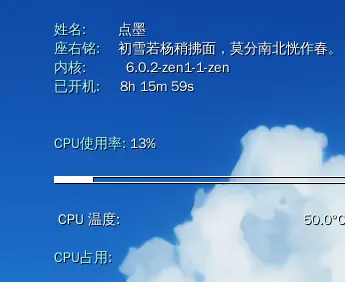 姓名: 点墨
座右铭: 初雪若杨稍拂面，莫分南北恍作春。
内核: 6.0.2-zen1-1-zen
已开机: 8h 15m 59s
CPU使用率: 13%
CPU 温度: 50.0°C
CPU占用: